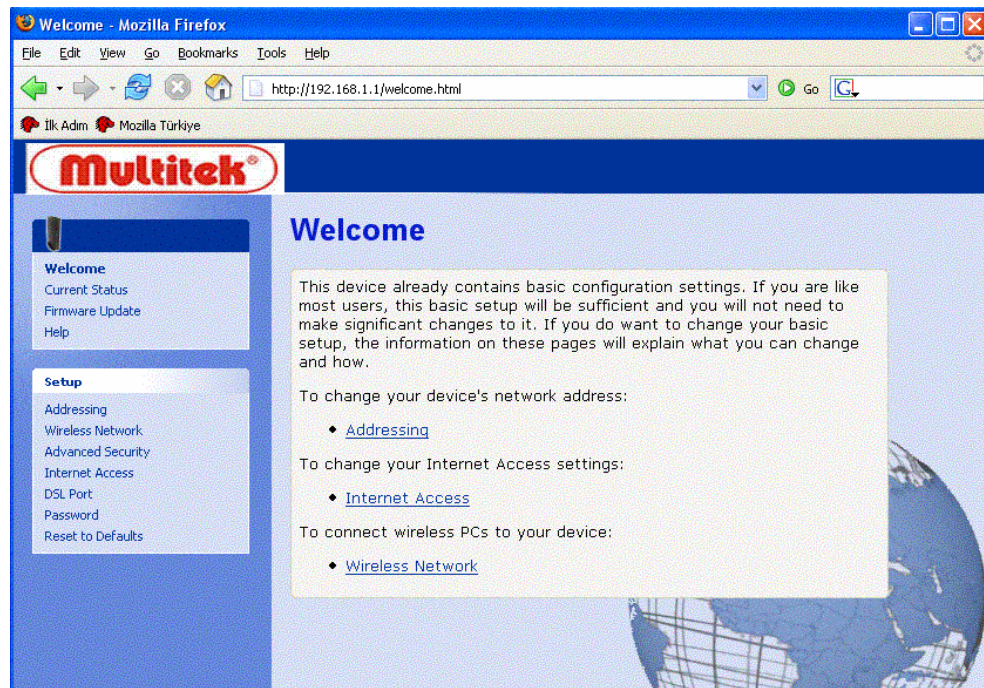 Welcome - Mozilla Firefox
File Edit View Go Bookmarks Tools Help
http://192.168.1.1/welcome.html Go G
İlk Adım Mozilla Türkiye
Multitek®
Welcome
Current Status
Firmware Update
Help
Setup
Addressing
Wireless Network
Advanced Security
Internet Access
DSL Port
Password
Reset to Defaults
Welcome
This device already contains basic configuration settings. If you are like
most users, this basic setup will be sufficient and you will not need to
make significant changes to it. If you do want to change your basic
setup, the information on these pages will explain what you can change
and how.
To change your device's network address:
• Addressing
To change your Internet Access settings:
• Internet Access
To connect wireless PCs to your device:
• Wireless Network